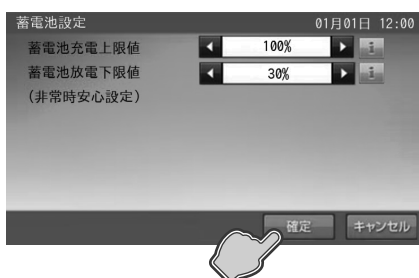 蓄電池設定 01月01日 12:00
蓄電池充電上限値 100% i
蓄電池放電下限値 30% i
(非常時安心設定)
確定 キャンセル